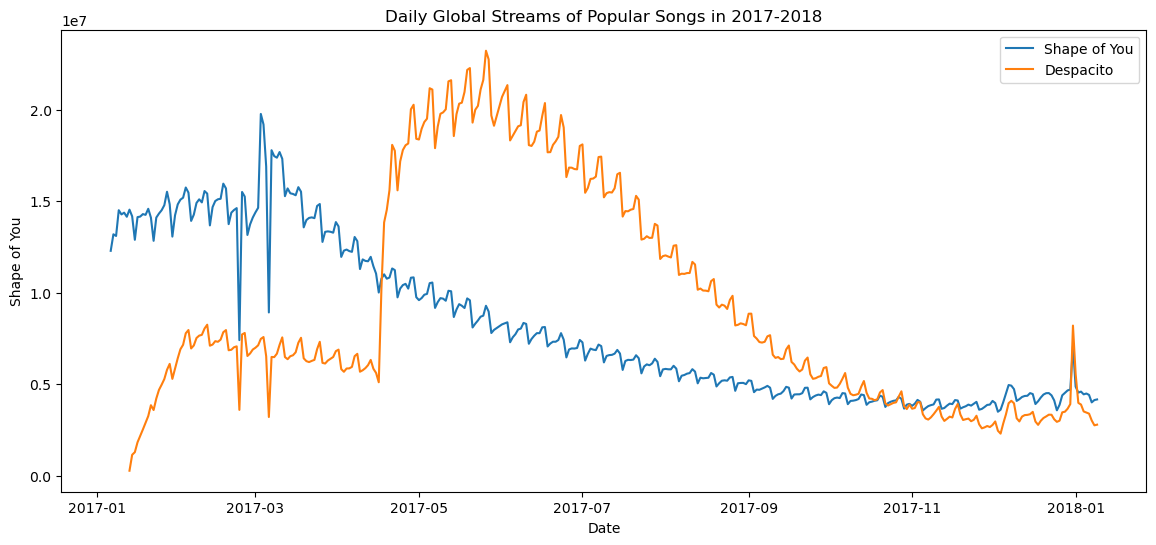 Daily Global Streams of Popular Songs in 2017-2018
1e7
Shape of You
Despacito
2.0
1.5
1.0
0.5
0.0
Shape of You
2017-01 2017-03 2017-05 2017-07 2017-09 2017-11 2018-01
Date